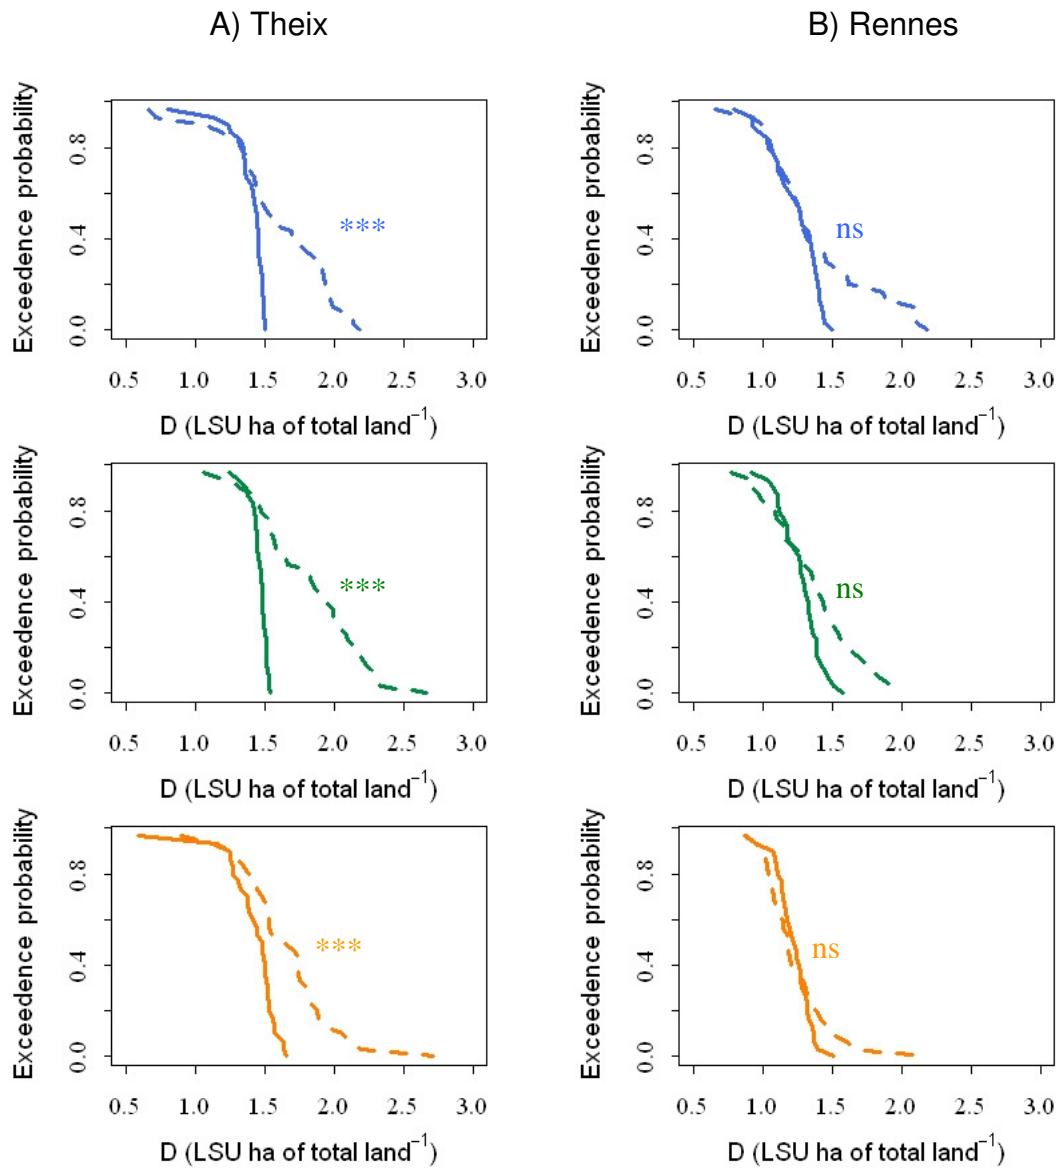 A) Theix
B) Rennes
Exceedence probability
0.0 0.4 0.8
***
0.5 1.0 1.5 2.0 2.5 3.0
D (LSU ha of total land⁻¹)
Exceedence probability
0.0 0.4 0.8
ns
0.5 1.0 1.5 2.0 2.5 3.0
D (LSU ha of total land⁻¹)
Exceedence probability
0.0 0.4 0.8
***
0.5 1.0 1.5 2.0 2.5 3.0
D (LSU ha of total land⁻¹)
Exceedence probability
0.0 0.4 0.8
ns
0.5 1.0 1.5 2.0 2.5 3.0
D (LSU ha of total land⁻¹)
Exceedence probability
0.0 0.4 0.8
***
0.5 1.0 1.5 2.0 2.5 3.0
D (LSU ha of total land⁻¹)
Exceedence probability
0.0 0.4 0.8
ns
0.5 1.0 1.5 2.0 2.5 3.0
D (LSU ha of total land⁻¹)